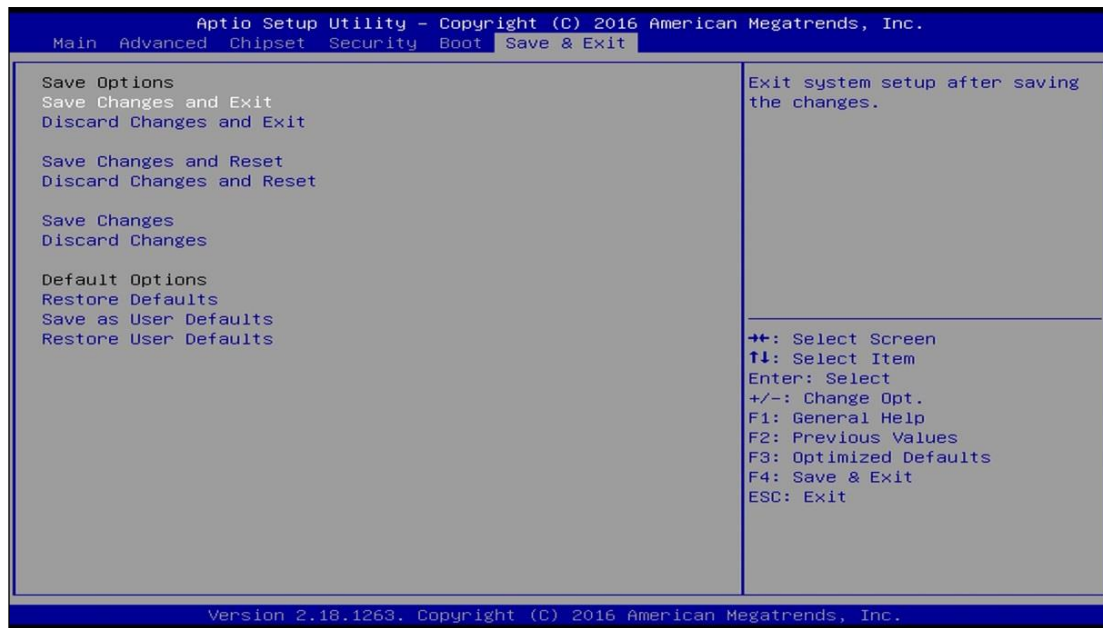 Aptio Setup Utility – Copyright (C) 2016 American Megatrends, Inc.
Main Advanced Chipset Security Boot Save & Exit
Save Options
Save Changes and Exit
Discard Changes and Exit
Save Changes and Reset
Discard Changes and Reset
Save Changes
Discard Changes
Default Options
Restore Defaults
Save as User Defaults
Restore User Defaults
Exit system setup after saving
the changes.
→←: Select Screen
↑↓: Select Item
Enter: Select
+/-: Change Opt.
F1: General Help
F2: Previous Values
F3: Optimized Defaults
F4: Save & Exit
ESC: Exit
Version 2.18.1263. Copyright (C) 2016 American Megatrends, Inc.